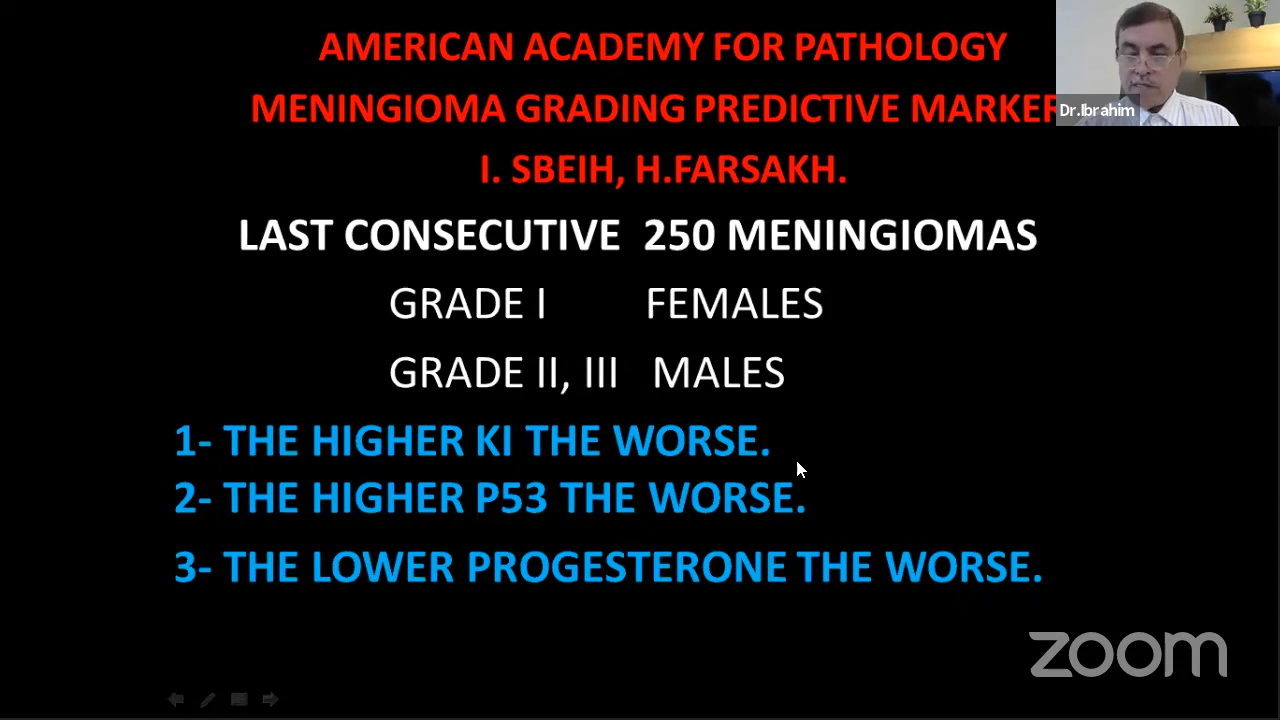 AMERICAN ACADEMY FOR PATHOLOGY
MENINGIOMA GRADING PREDICTIVE MARKER
Dr.Ibrahim
I. SBEIH, H.FARSAKH.
LAST CONSECUTIVE 250 MENINGIOMAS
GRADE I FEMALES
GRADE II, III MALES
1- THE HIGHER KI THE WORSE.
2- THE HIGHER P53 THE WORSE.
3- THE LOWER PROGESTERONE THE WORSE.
zoom